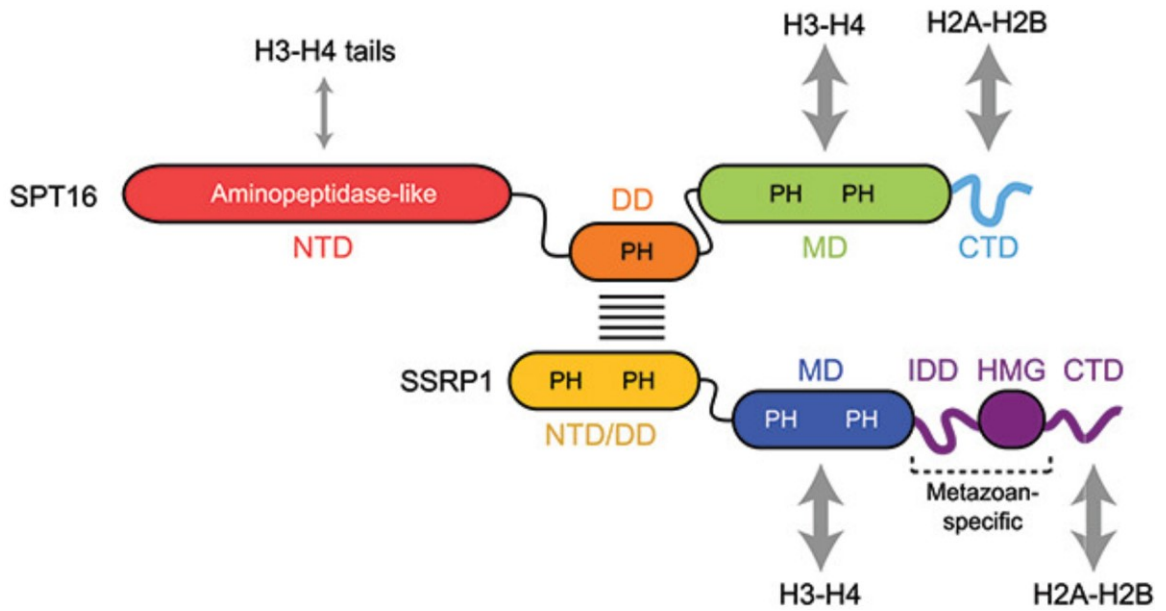 H3-H4 tails
H3-H4
H2A-H2B
SPT16
Aminopeptidase-like
NTD
DD
PH
PH PH
MD
CTD
SSRP1
PH PH
NTD/DD
MD
PH PH
IDD HMG CTD
Metazoan-
specific
H3-H4
H2A-H2B